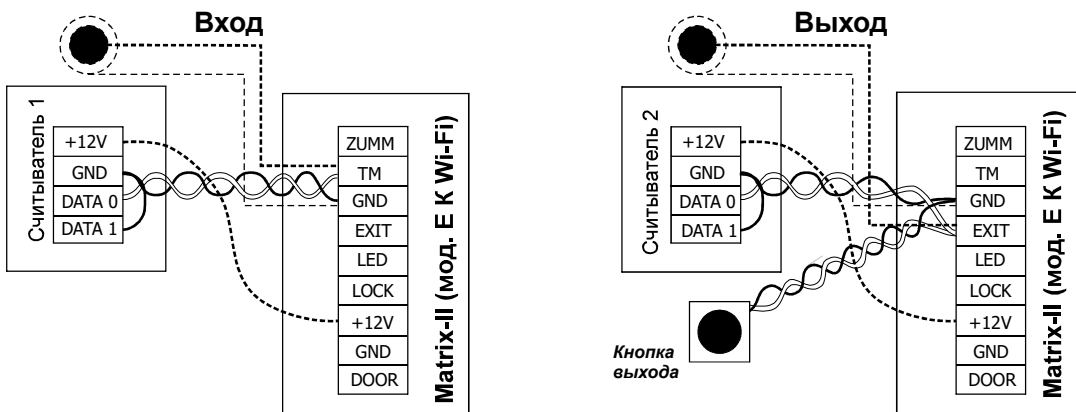 Вход
Считыватель 1
+12V
GND
DATA 0
DATA 1
ZUMM
TM
GND
EXIT
LED
LOCK
+12V
GND
DOOR
Matrix-II (мод. E K Wi-Fi)
Выход
Считыватель 2
+12V
GND
DATA 0
DATA 1
Кнопка
выхода
ZUMM
TM
GND
EXIT
LED
LOCK
+12V
GND
DOOR
Matrix-II (мод. E K Wi-Fi)